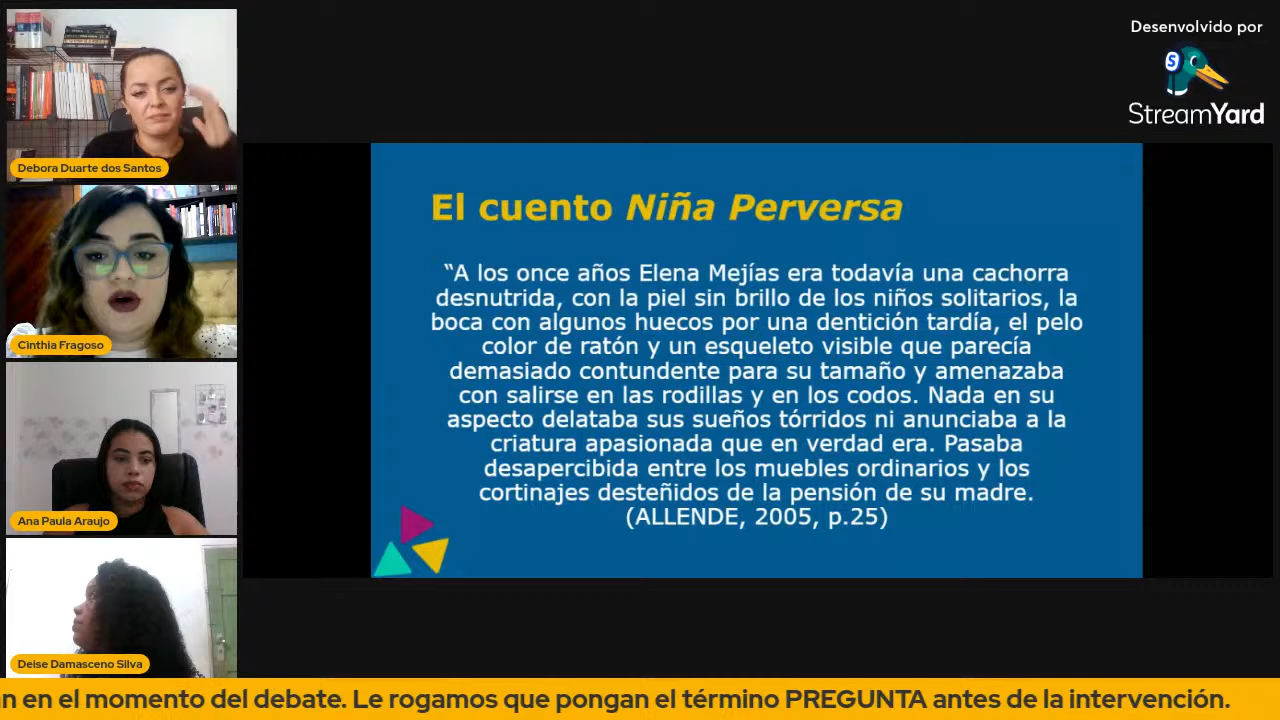 Desenvolvido por
S
StreamYard
Debora Duarte dos Santos
Cinthia Fragoso
Ana Paula Araujo
Deise Damasceno Silva
El cuento Niña Perversa
“A los once años Elena Mejías era todavía una cachorra
desnutrida, con la piel sin brillo de los niños solitarios, la
boca con algunos huecos por una dentición tardía, el pelo
color de ratón y un esqueleto visible que parecía
demasiado contundente para su tamaño y amenazaba
con salirse en las rodillas y en los codos. Nada en su
aspecto delataba sus sueños tórridos ni anunciaba a la
criatura apasionada que en verdad era. Pasaba
desapercibida entre los muebles ordinarios y los
cortinajes desteñidos de la pensión de su madre.
(ALLENDE, 2005, p.25)
en el momento del debate. Le rogamos que pongan el término PREGUNTA antes de la intervención.